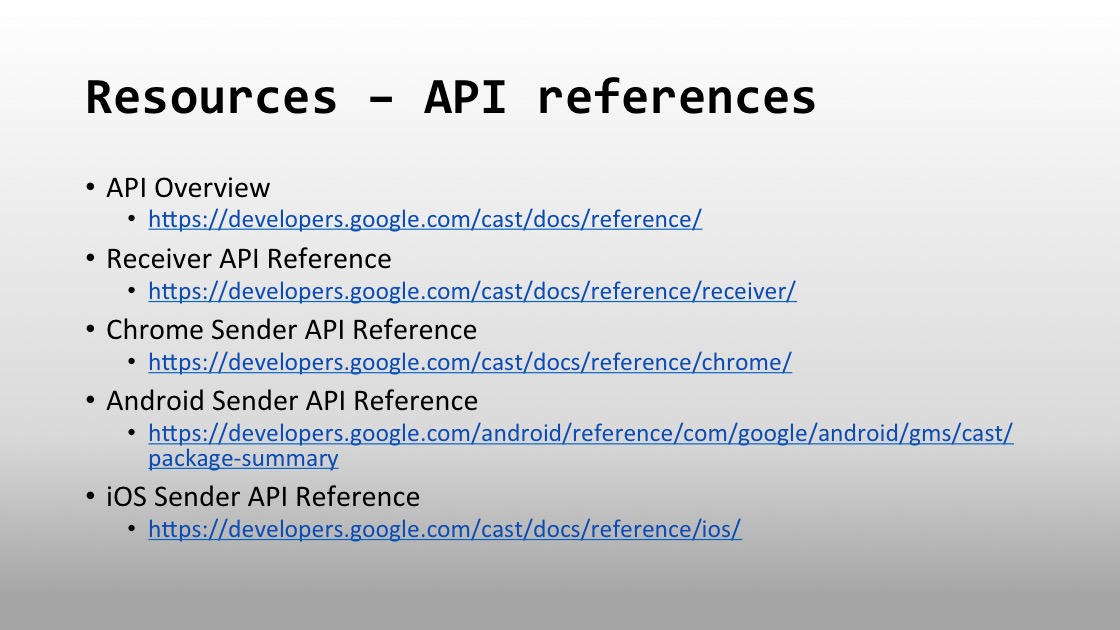 Resources – API references
• API Overview
• https://developers.google.com/cast/docs/reference/
• Receiver API Reference
• https://developers.google.com/cast/docs/reference/receiver/
• Chrome Sender API Reference
• https://developers.google.com/cast/docs/reference/chrome/
• Android Sender API Reference
• https://developers.google.com/android/reference/com/google/android/gms/cast/
package-summary
• iOS Sender API Reference
• https://developers.google.com/cast/docs/reference/ios/